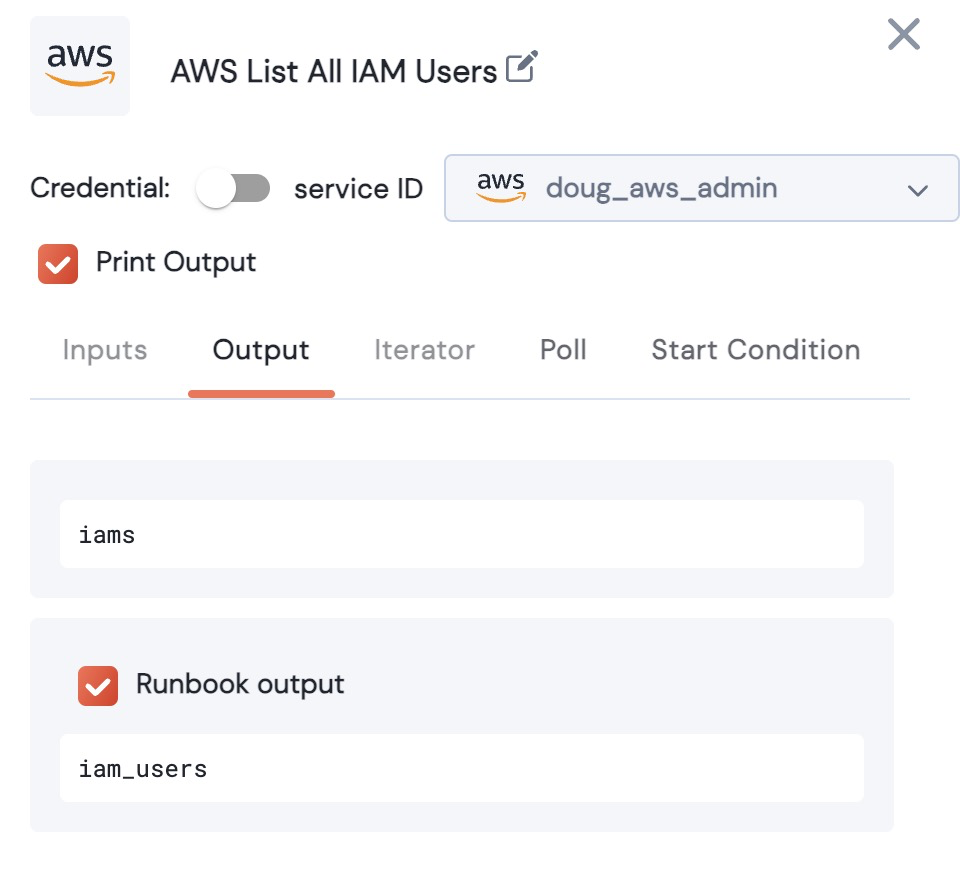 aws
AWS List All IAM Users
Credential: service ID aws doug_aws_admin
Print Output
Inputs Output Iterator Poll Start Condition
iams
Runbook output
iam_users